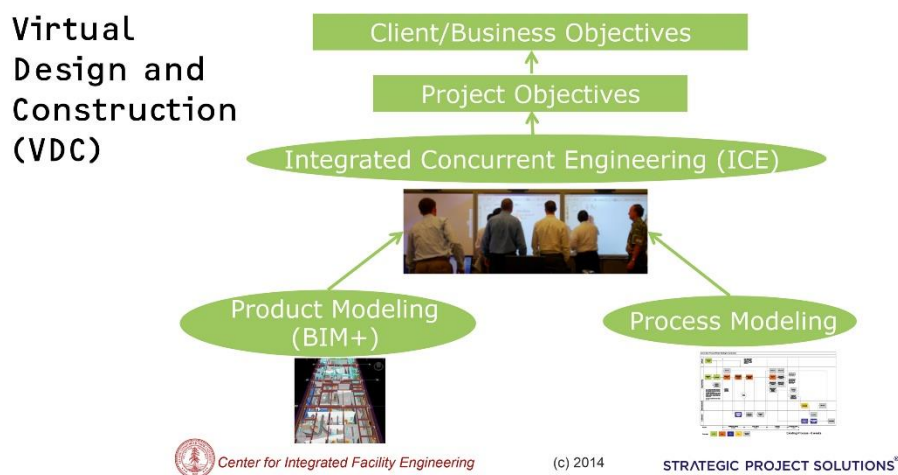 Virtual
Design and
Construction
(VDC)
Client/Business Objectives
Project Objectives
Integrated Concurrent Engineering (ICE)
Product Modeling
(BIM+)
Process Modeling
Center for Integrated Facility Engineering
(c) 2014
STRATEGIC PROJECT SOLUTIONS®